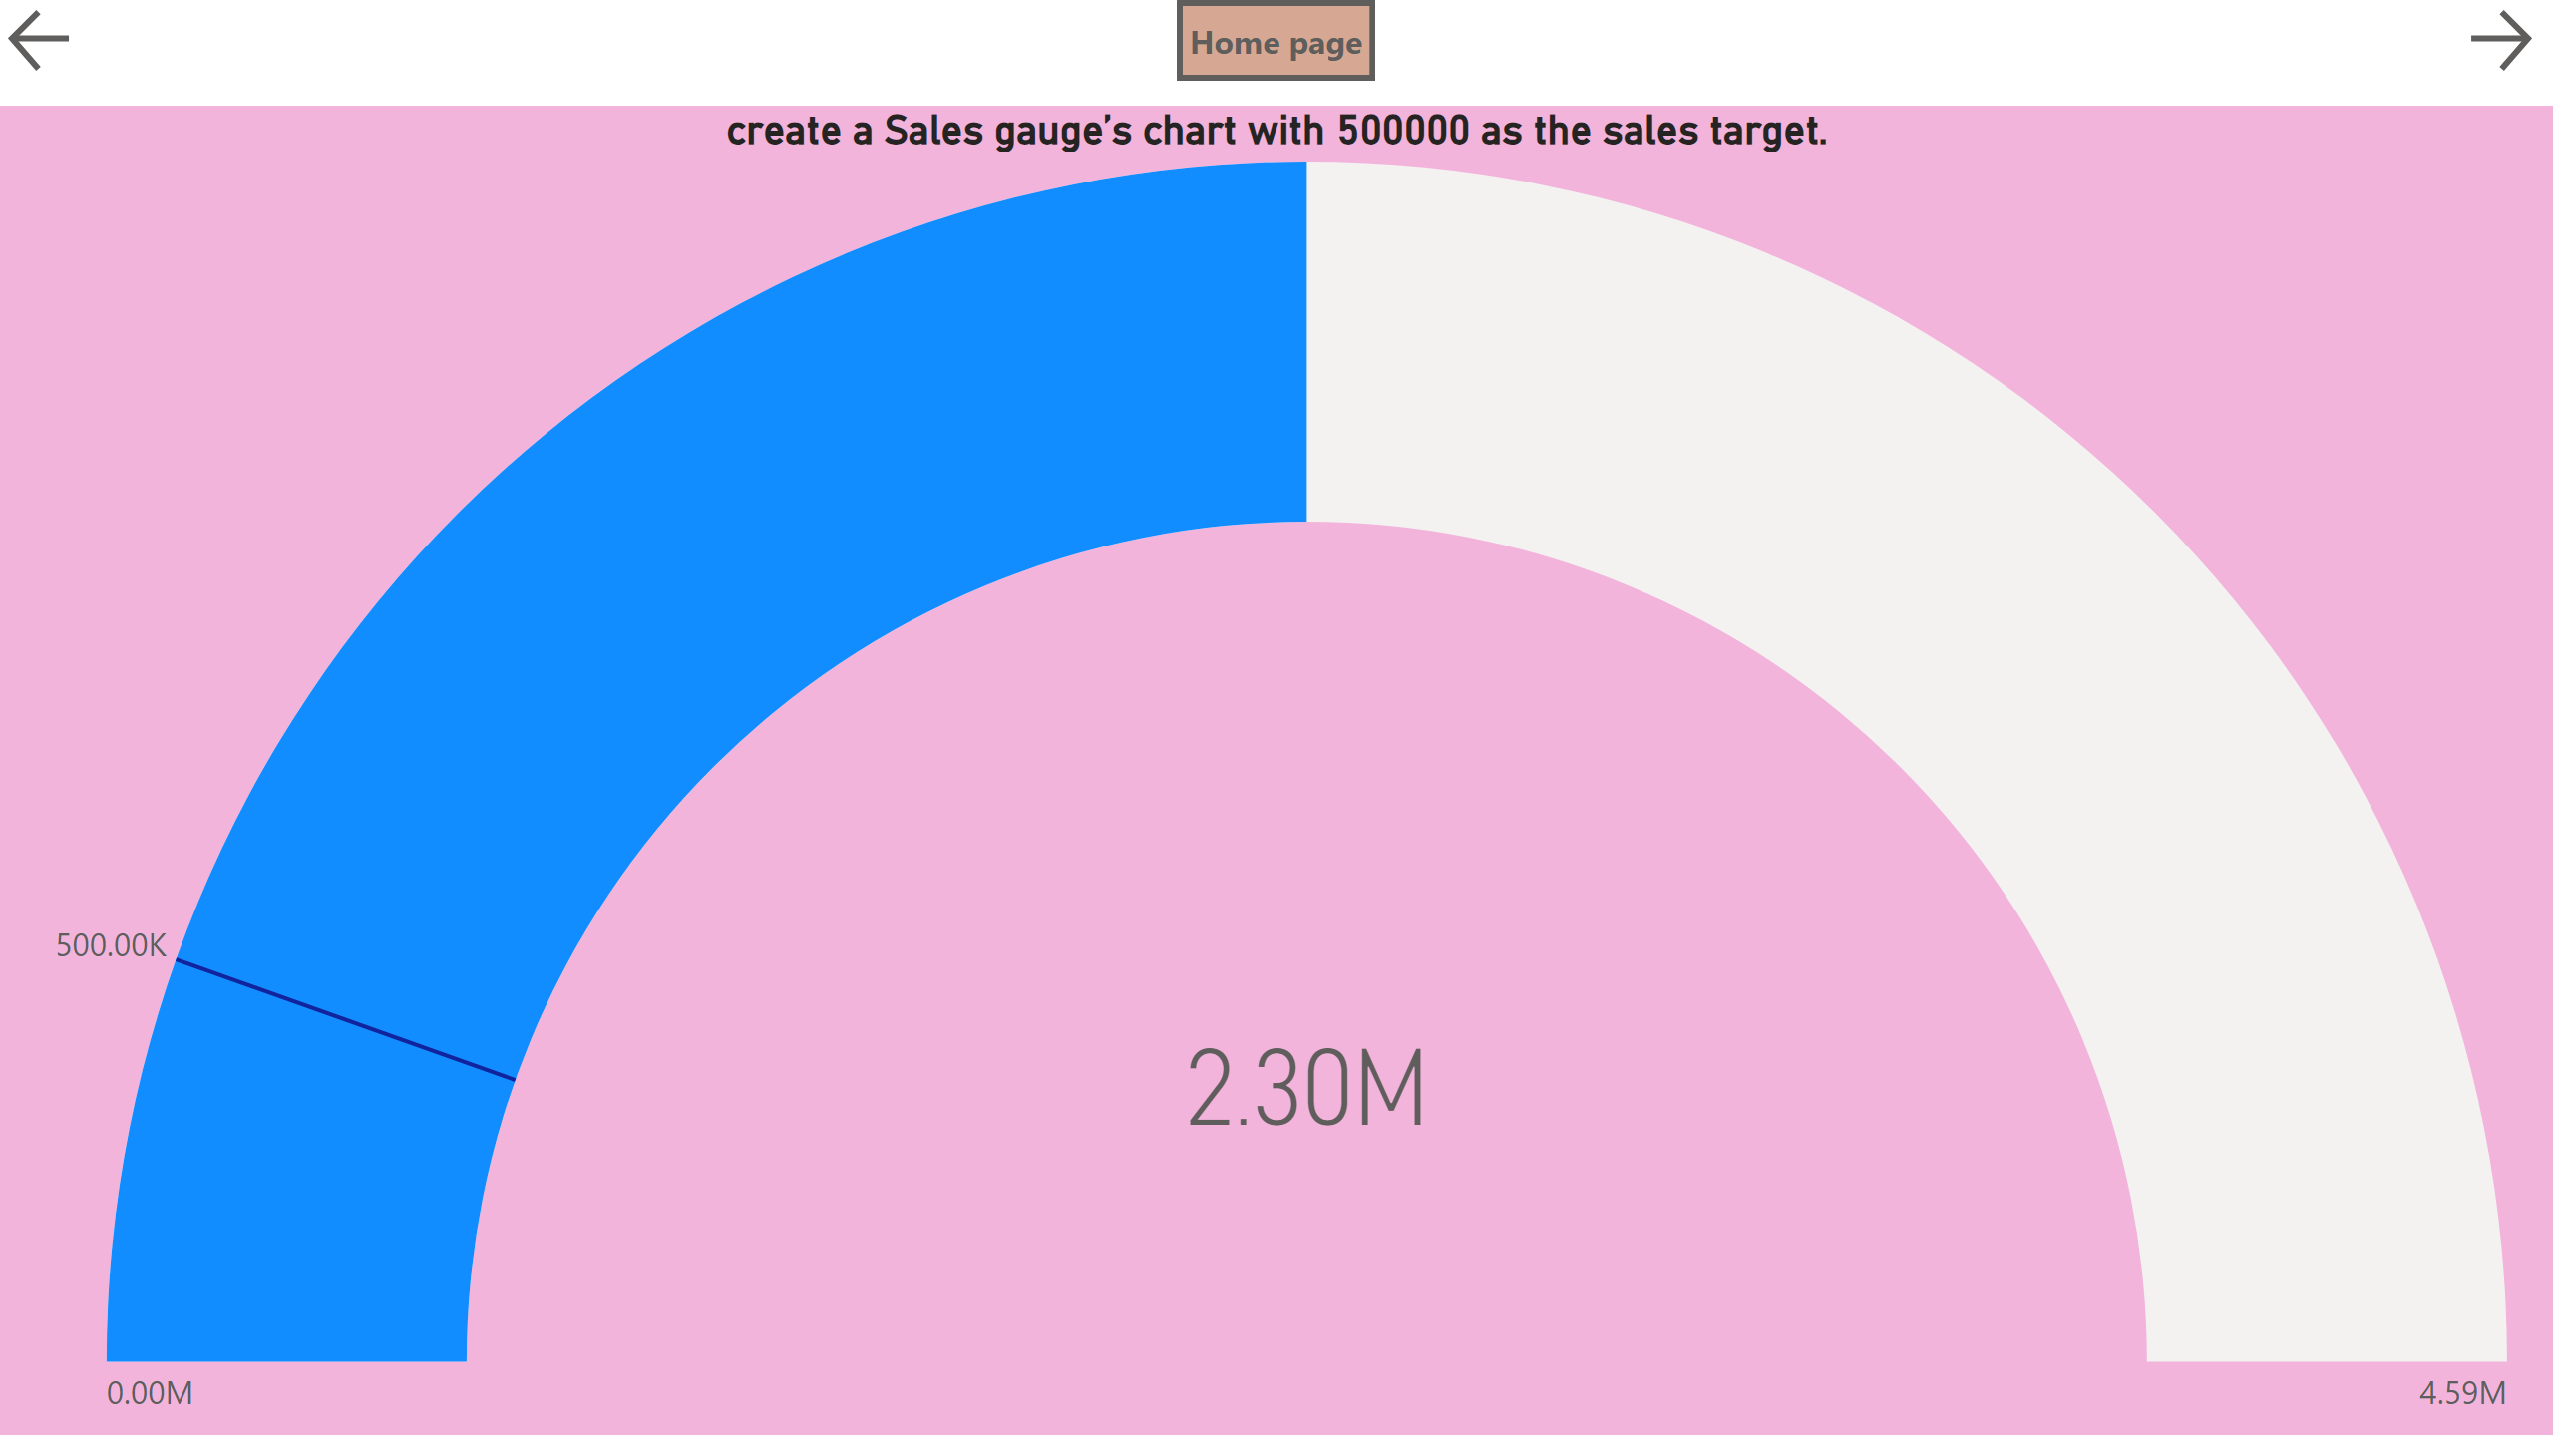 Home page
create a Sales gauge's chart with 500000 as the sales target.
500.00K
2.30M
0.00M
4.59M